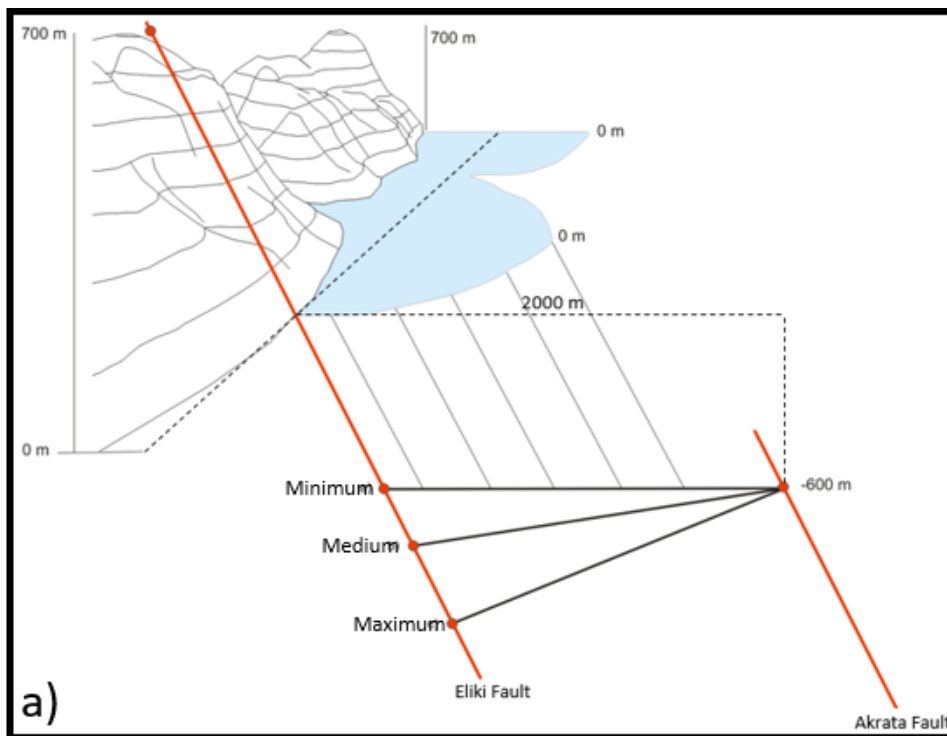 700 m
700 m
0 m
0 m
2000 m
0 m
Minimum
-600 m
Medium
Maximum
Eliki Fault
a)
Akrata Fault